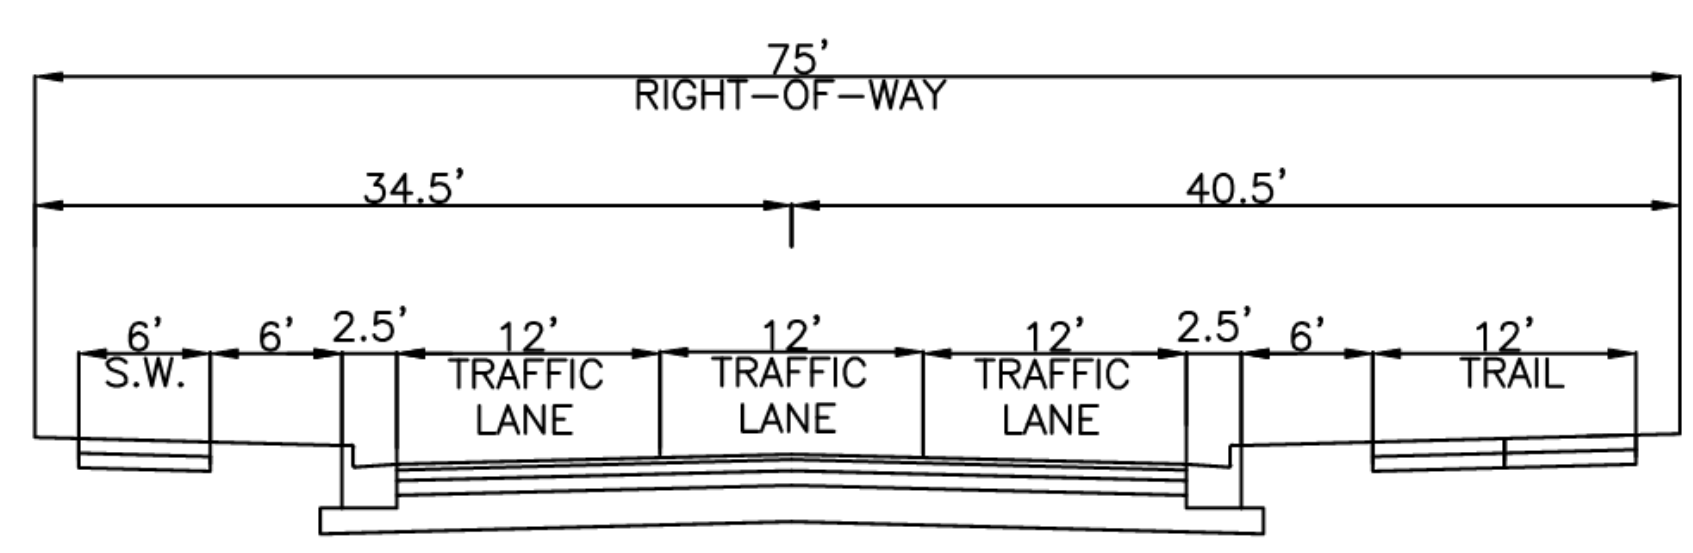 75'
RIGHT-OF-WAY
34.5'
40.5'
6'
S.W.
6'
2.5'
12'
TRAFFIC
LANE
12'
TRAFFIC
LANE
12'
TRAFFIC
LANE
2.5'
6'
12'
TRAIL